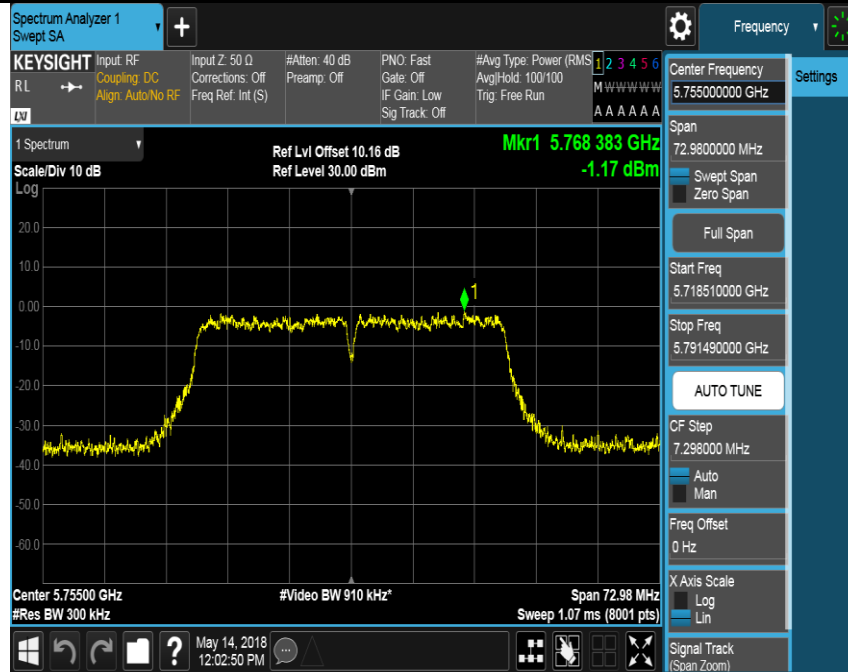 Spectrum Analyzer 1
Swept SA
+
Frequency
KEYSIGHT
RL
LXI
Input: RF
Coupling: DC
Align: Auto/No RF
Input Z: 50 Ω
Corrections: Off
Freq Ref: Int (S)
#Atten: 40 dB
Preamp: Off
PNO: Fast
Gate: Off
IF Gain: Low
Sig Track: Off
#Avg Type: Power (RMS
Avg|Hold: 100/100
Trig: Free Run
1 2 3 4 5 6
M W W W W W
A A A A A A
Center Frequency
5.755000000 GHz
Settings
1 Spectrum
Scale/Div 10 dB
Log
Ref Lvl Offset 10.16 dB
Ref Level 30.00 dBm
Mkr1 5.768 383 GHz
-1.17 dBm
Span
72.9800000 MHz
Swept Span
Zero Span
Full Span
Start Freq
5.718510000 GHz
Stop Freq
5.791490000 GHz
AUTO TUNE
CF Step
7.298000 MHz
Auto
Man
Freq Offset
0 Hz
X Axis Scale
Log
Lin
Signal Track
(Span Zoom)
20.0
10.0
0.00
-10.0
-20.0
-30.0
-40.0
-50.0
-60.0
1
Center 5.75500 GHz
#Res BW 300 kHz
#Video BW 910 kHz*
Span 72.98 MHz
Sweep 1.07 ms (8001 pts)
?
May 14, 2018
12:02:50 PM